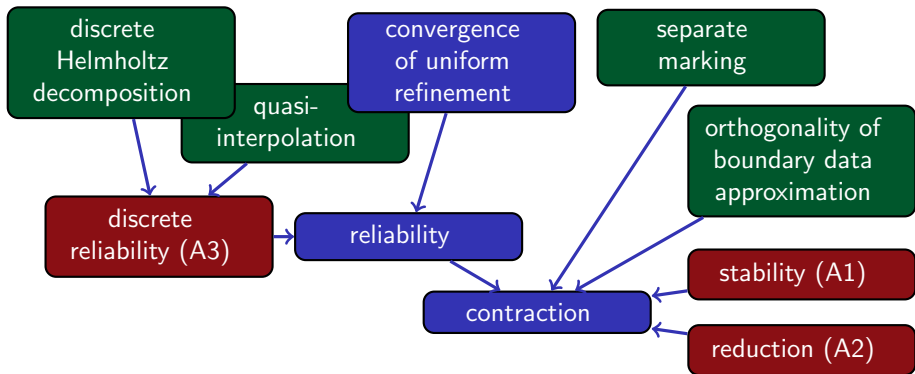 discrete
Helmholtz
decomposition
quasi-
interpolation
convergence
of uniform
refinement
separate
marking
orthogonality of
boundary data
approximation
discrete
reliability (A3)
reliability
stability (A1)
contraction
reduction (A2)